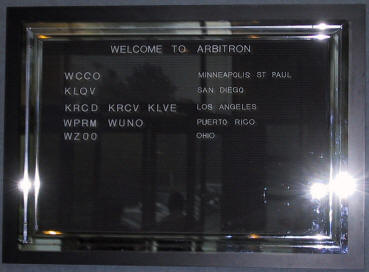 WELCOME TO ARBITRON
WCCO MINNEAPOLIS ST PAUL
KLQV SAN DIEGO
KRCD KRCV KLVE LOS ANGELES
WPRM WUNO PUERTO RICO
WZOO OHIO